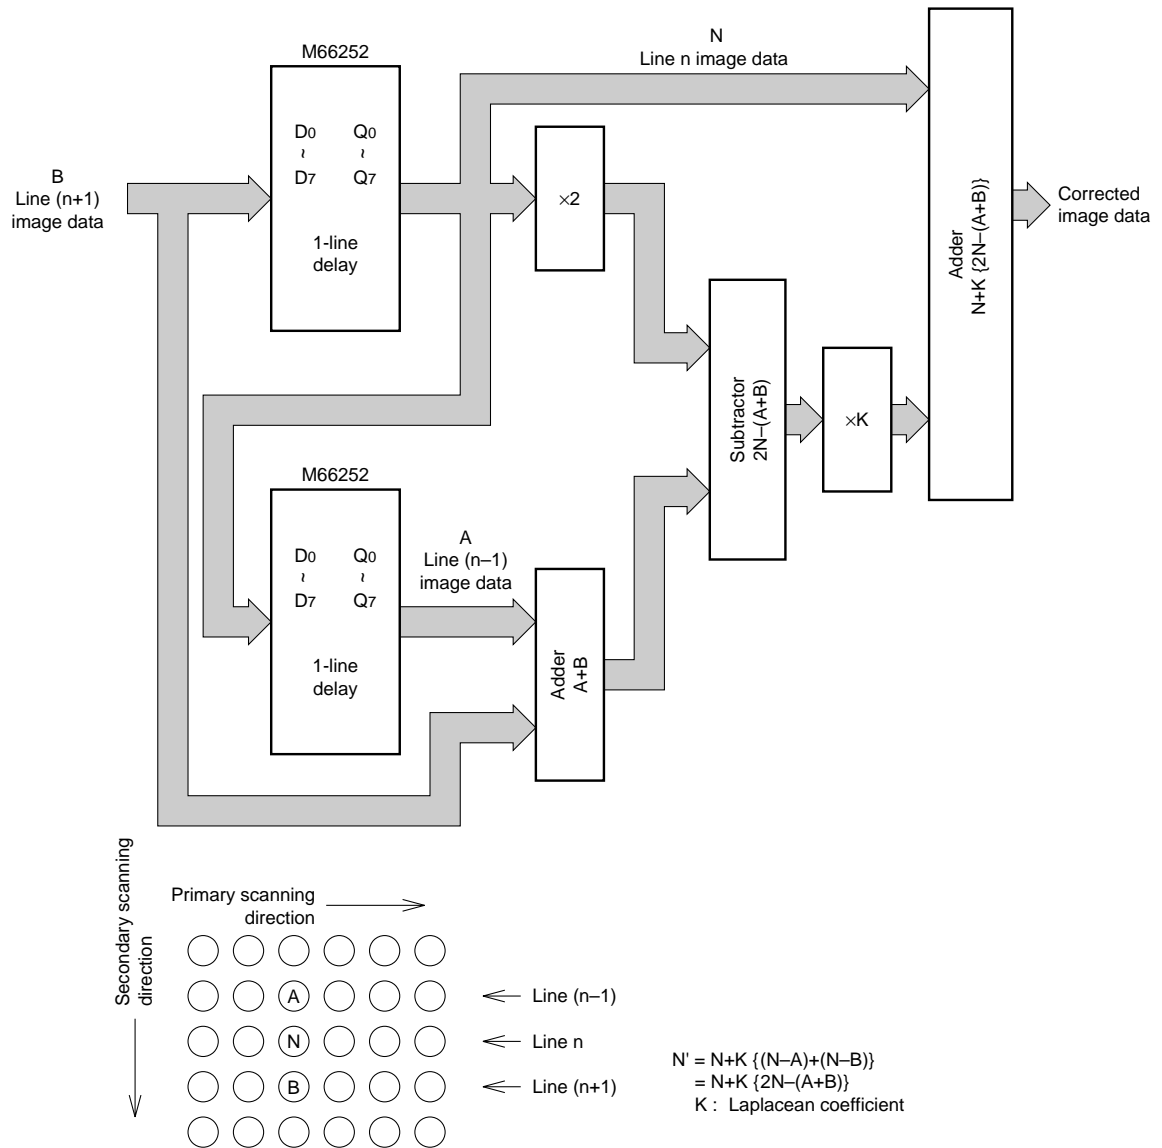 N
Line n image data
M66252
D0 Q0
~ ~
D7 Q7
1-line
delay
B
Line (n+1)
image data
×2
Adder
N+K {2N–(A+B)}
Corrected
image data
Subtractor
2N–(A+B)
×K
M66252
D0 Q0
~ ~
D7 Q7
1-line
delay
A
Line (n–1)
image data
Adder
A+B
Secondary scanning
direction
Primary scanning
direction
A
N
B
Line (n–1)
Line n
Line (n+1)
N' = N+K {(N–A)+(N–B)}
= N+K {2N–(A+B)}
K : Laplacean coefficient